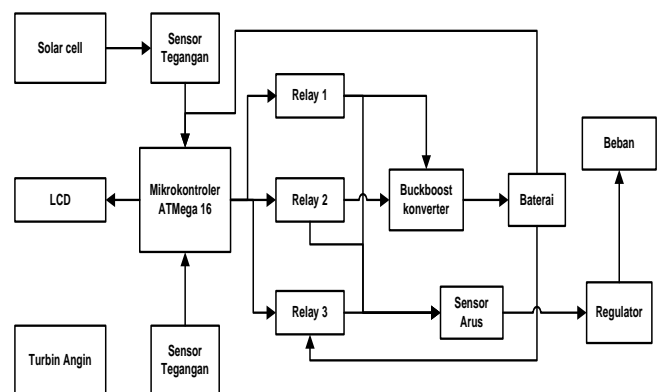 Solar cell
Sensor
Tegangan
Relay 1
Beban
LCD
Mikrokontroler
ATMega 16
Relay 2
Buckboost
konverter
Baterai
Relay 3
Sensor
Arus
Regulator
Turbin Angin
Sensor
Tegangan